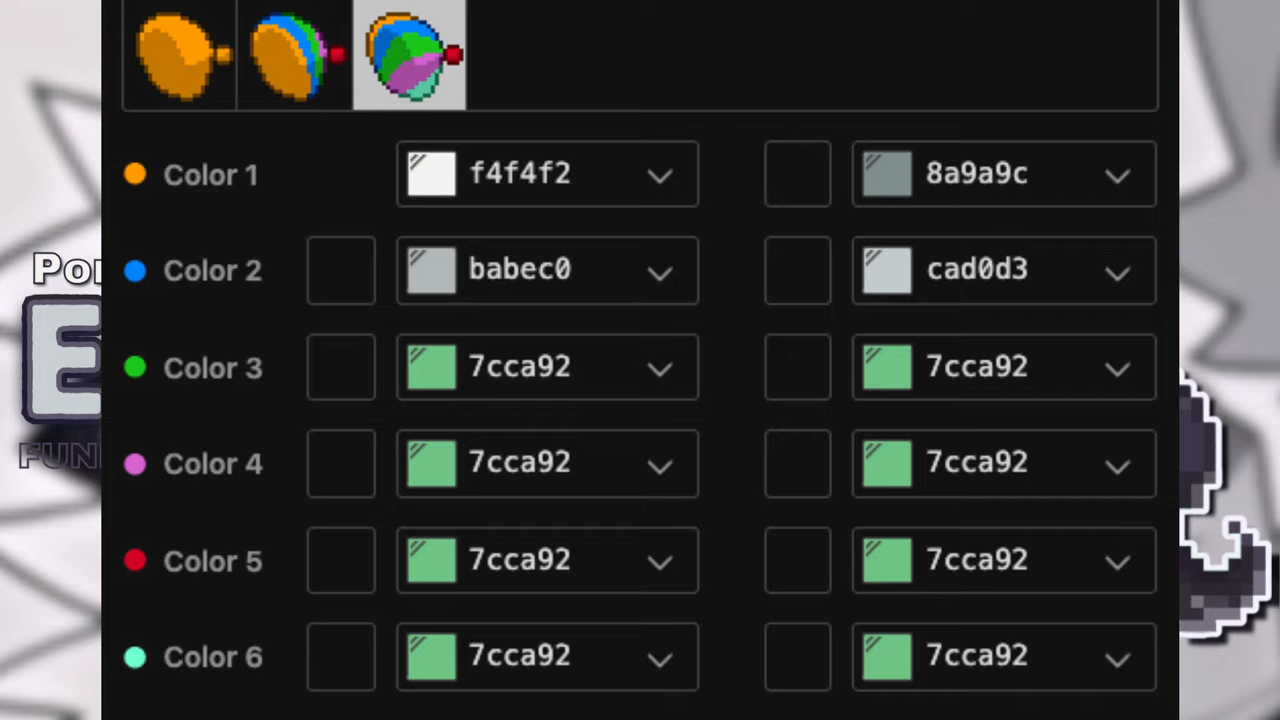 Color 1 f4f4f2 8a9a9c
Color 2 babec0 cad0d3
Color 3 7cca92 7cca92
Color 4 7cca92 7cca92
Color 5 7cca92 7cca92
Color 6 7cca92 7cca92